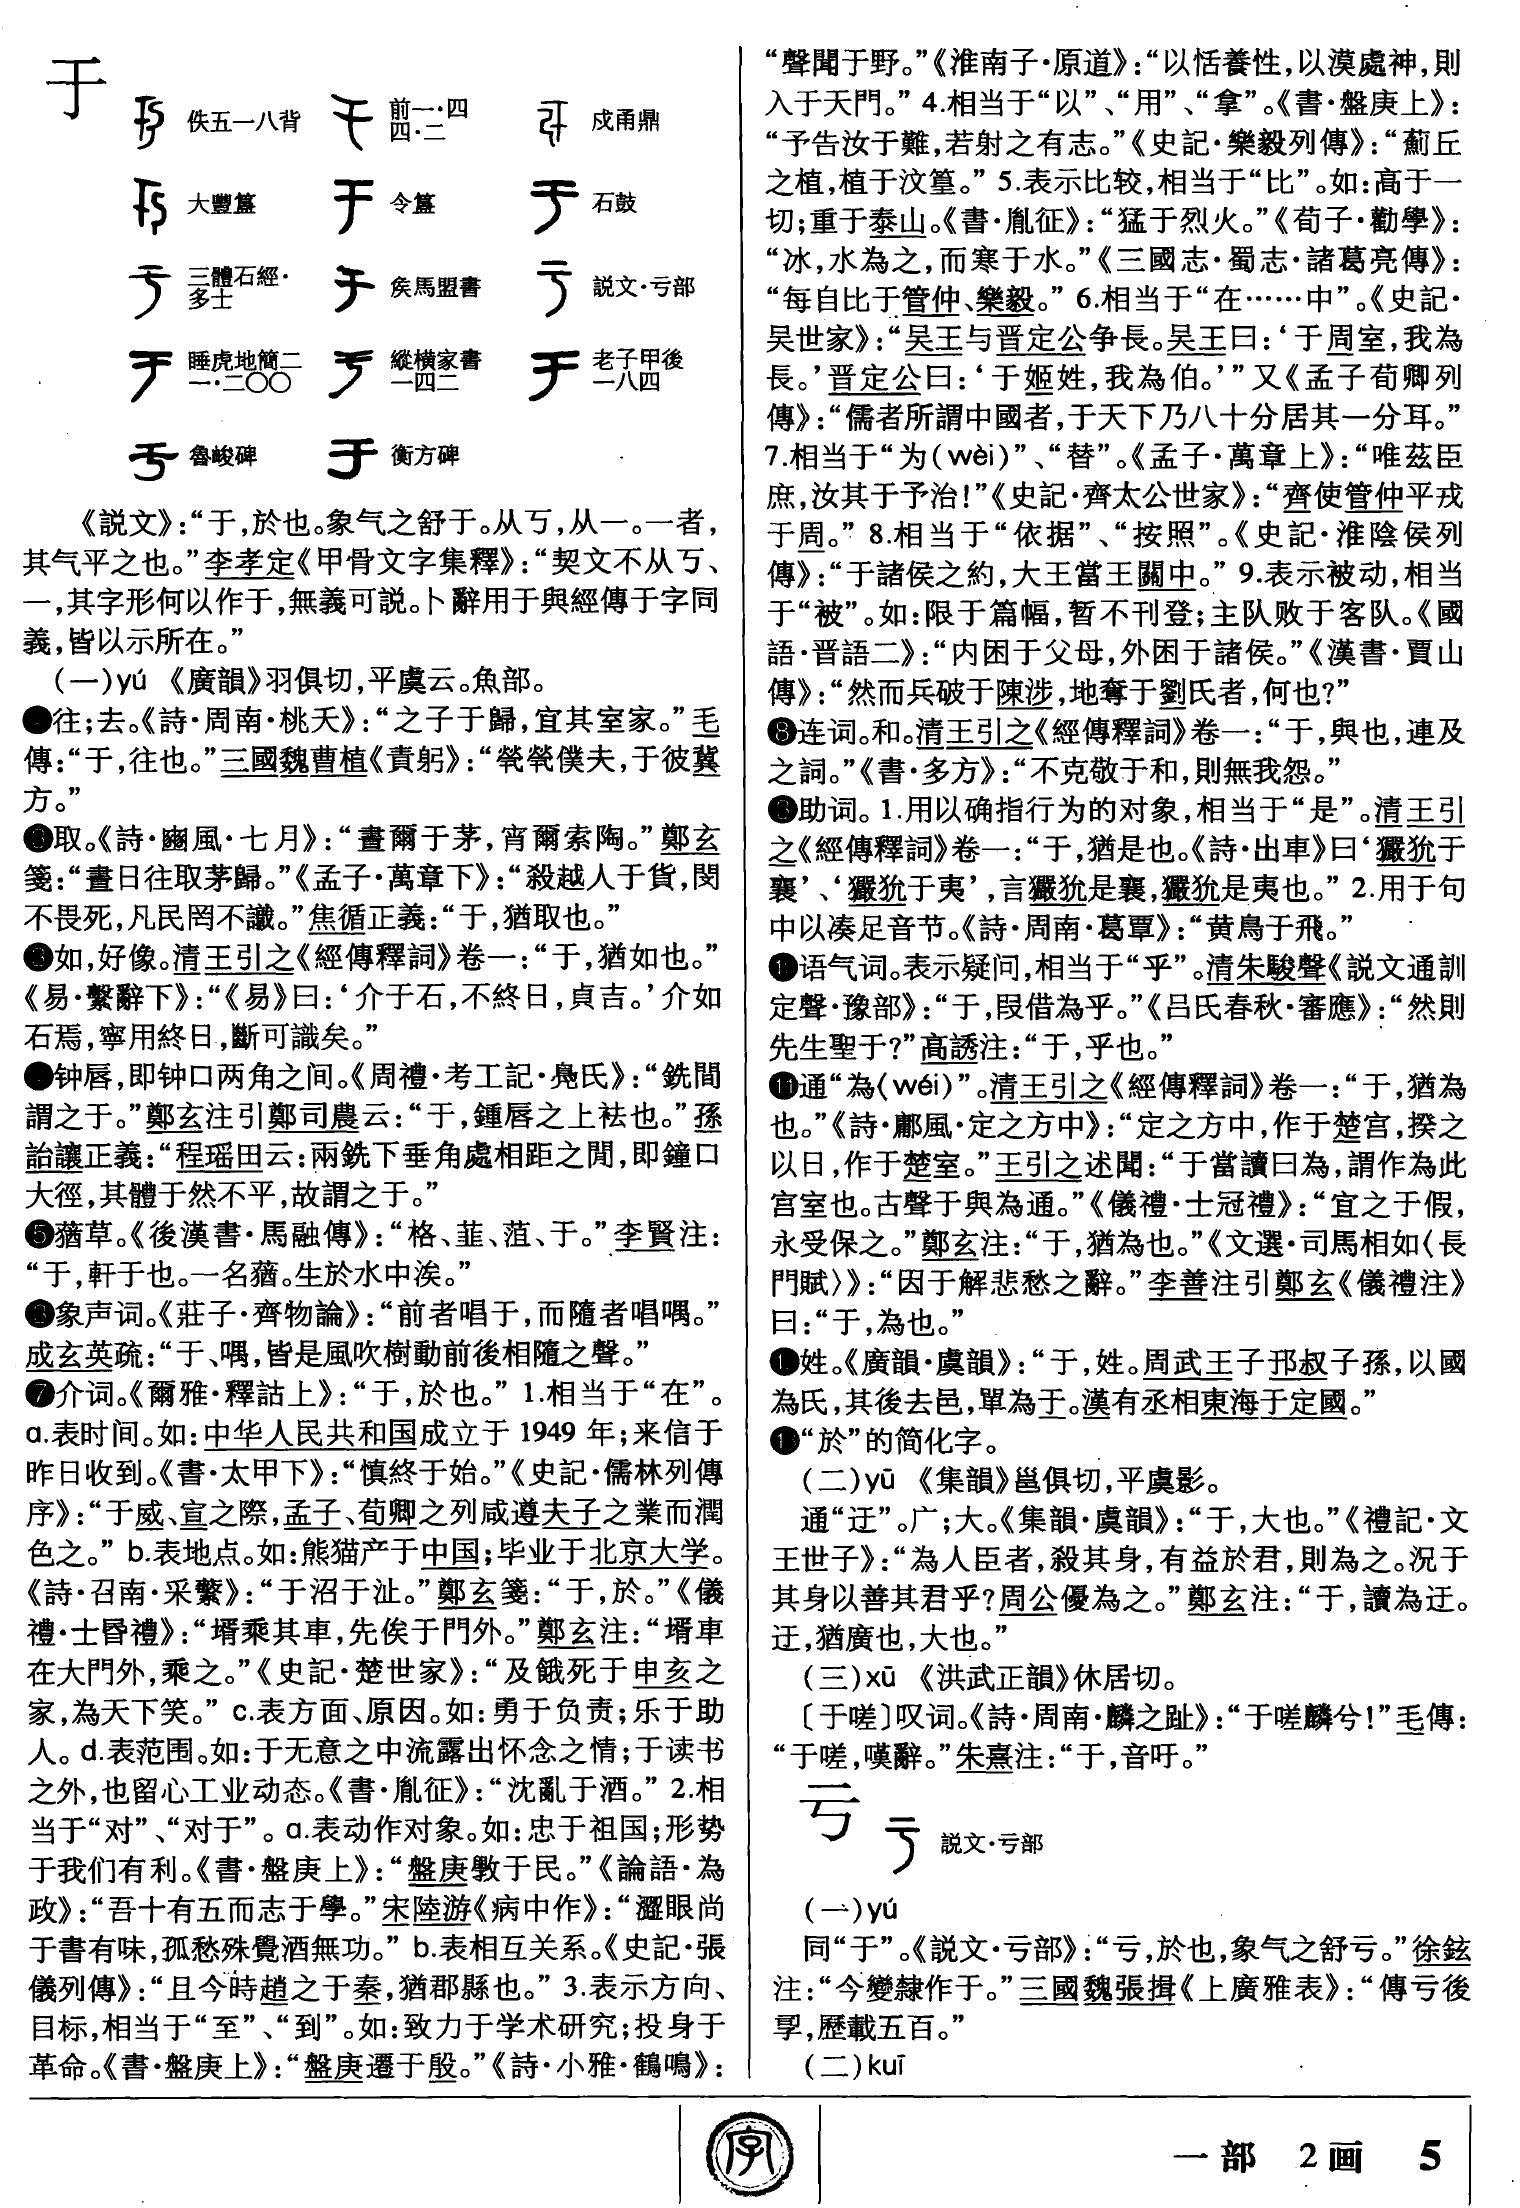 于
佚五一八背 前一·四四·二 戍甬鼎
大豐簋 令簋 石鼓
三體石經·多士 侯馬盟書 説文·亏部
睡虎地簡二一·二〇〇 縱横家書一四二 老子甲後一八四
魯峻碑 衡方碑
《説文》：“于，於也。象气之舒于。从丂，从一。一者，
其气平之也。”李孝定《甲骨文字集釋》：“契文不从丂、
一，其字形何以作于，無義可説。卜辭用于與經傳于字同
義，皆以示所在。”
(一)yú 《廣韻》羽俱切，平虞云。魚部。
往；去。《詩·周南·桃夭》：“之子于歸，宜其室家。”毛
傳：“于，往也。”三國魏曹植《責躬》：“煢煢僕夫，于彼冀
方。”
取。《詩·豳風·七月》：“晝爾于茅，宵爾索陶。”鄭玄
箋：“晝日往取茅歸。”《孟子·萬章下》：“殺越人于貨，閔
不畏死，凡民罔不譈。”焦循正義：“于，猶取也。”
如，好像。清王引之《經傳釋詞》卷一：“于，猶如也。”
《易·繫辭下》：“《易》曰：‘介于石，不終日，貞吉。’介如
石焉，寧用終日，斷可識矣。”
钟唇，即钟口两角之间。《周禮·考工記·鳧氏》：“銑間
謂之于。”鄭玄注引鄭司農云：“于，鍾唇之上袪也。”孫
詒讓正義：“程瑶田云：兩銑下垂角處相距之閒，即鐘口
大徑，其體于然不平，故謂之于。”
❺蕕草。《後漢書·馬融傳》：“格、韮、菹、于。”李賢注：
“于，軒于也。一名蕕。生於水中涘。”
象声词。《莊子·齊物論》：“前者唱于，而隨者唱喁。”
成玄英疏：“于、喁，皆是風吹樹動前後相隨之聲。”
❼介词。《爾雅·釋詁上》：“于，於也。” 1.相当于“在”。
a.表时间。如：中华人民共和国成立于 1949 年；来信于
昨日收到。《書·太甲下》：“慎終于始。”《史記·儒林列傳
序》：“于威、宣之際，孟子、荀卿之列咸遵夫子之業而潤
色之。” b.表地点。如：熊猫产于中国；毕业于北京大学。
《詩·召南·采蘩》：“于沼于沚。”鄭玄箋：“于，於。”《儀
禮·士昏禮》：“壻乘其車，先俟于門外。”鄭玄注：“壻車
在大門外，乘之。”《史記·楚世家》：“及餓死于申亥之
家，為天下笑。” c.表方面、原因。如：勇于负责；乐于助
人。d.表范围。如：于无意之中流露出怀念之情；于读书
之外，也留心工业动态。《書·胤征》：“沈亂于酒。” 2.相
当于“对”、“对于”。a.表动作对象。如：忠于祖国；形势
于我们有利。《書·盤庚上》：“盤庚斆于民。”《論語·為
政》：“吾十有五而志于學。”宋陸游《病中作》：“澀眼尚
于書有味，孤愁殊覺酒無功。” b.表相互关系。《史記·張
儀列傳》：“且今時趙之于秦，猶郡縣也。” 3.表示方向、
目标，相当于“至”、“到”。如：致力于学术研究；投身于
革命。《書·盤庚上》：“盤庚遷于殷。”《詩·小雅·鶴鳴》：
“聲聞于野。”《淮南子·原道》：“以恬養性，以漠處神，則
入于天門。” 4.相当于“以”、“用”、“拿”。《書·盤庚上》：
“予告汝于難，若射之有志。”《史記·樂毅列傳》：“薊丘
之植，植于汶篁。” 5.表示比较，相当于“比”。如：高于一
切；重于泰山。《書·胤征》：“猛于烈火。”《荀子·勸學》：
“冰，水為之，而寒于水。”《三國志·蜀志·諸葛亮傳》：
“每自比于管仲、樂毅。” 6.相当于“在……中”。《史記·
吴世家》：“吴王与晋定公争長。吴王曰：‘于周室，我為
長。’晋定公曰：‘于姬姓，我為伯。’”又《孟子荀卿列
傳》：“儒者所謂中國者，于天下乃八十分居其一分耳。”
7.相当于“为(wèi)”、“替”。《孟子·萬章上》：“唯茲臣
庶，汝其于予治！”《史記·齊太公世家》：“齊使管仲平戎
于周。” 8.相当于“依据”、“按照”。《史記·淮陰侯列
傳》：“于諸侯之約，大王當王關中。” 9.表示被动，相当
于“被”。如：限于篇幅，暂不刊登；主队败于客队。《國
語·晋語二》：“内困于父母，外困于諸侯。”《漢書·賈山
傳》：“然而兵破于陳涉，地奪于劉氏者，何也？”
❽连词。和。清王引之《經傳釋詞》卷一：“于，與也，連及
之詞。”《書·多方》：“不克敬于和，則無我怨。”
助词。1.用以确指行为的对象，相当于“是”。清王引
之《經傳釋詞》卷一：“于，猶是也。《詩·出車》曰‘玁狁于
襄’、‘玁狁于夷’，言玁狁是襄，玁狁是夷也。” 2.用于句
中以凑足音节。《詩·周南·葛覃》：“黄鳥于飛。”
语气词。表示疑问，相当于“乎”。清朱駿聲《説文通訓
定聲·豫部》：“于，叚借為乎。”《吕氏春秋·審應》：“然則
先生聖于？”高誘注：“于，乎也。”
⓫通“為(wéi)”。清王引之《經傳釋詞》卷一：“于，猶為
也。”《詩·鄘風·定之方中》：“定之方中，作于楚宫，揆之
以日，作于楚室。”王引之述聞：“于當讀曰為，謂作為此
宫室也。古聲于與為通。”《儀禮·士冠禮》：“宜之于假，
永受保之。”鄭玄注：“于，猶為也。”《文選·司馬相如〈長
門賦〉》：“因于解悲愁之辭。”李善注引鄭玄《儀禮注》
曰：“于，為也。”
姓。《廣韻·虞韻》：“于，姓。周武王子邘叔子孫，以國
為氏，其後去邑，單為于。漢有丞相東海于定國。”
“於”的简化字。
(二)yū 《集韻》邕俱切，平虞影。
通“迂”。广；大。《集韻·虞韻》：“于，大也。”《禮記·文
王世子》：“為人臣者，殺其身，有益於君，則為之。况于
其身以善其君乎？周公優為之。”鄭玄注：“于，讀為迂。
迂，猶廣也，大也。”
(三)xū 《洪武正韻》休居切。
〔于嗟〕叹词。《詩·周南·麟之趾》：“于嗟麟兮！”毛傳：
“于嗟，嘆辭。”朱熹注：“于，音吁。”
亏
説文·亏部
(一)yú
同“于”。《説文·亏部》：“亏，於也，象气之舒亏。”徐鉉
注：“今變隸作于。”三國魏張揖《上廣雅表》：“傳亏後
孠，歷載五百。”
(二)kuī
字
一部 2画 5